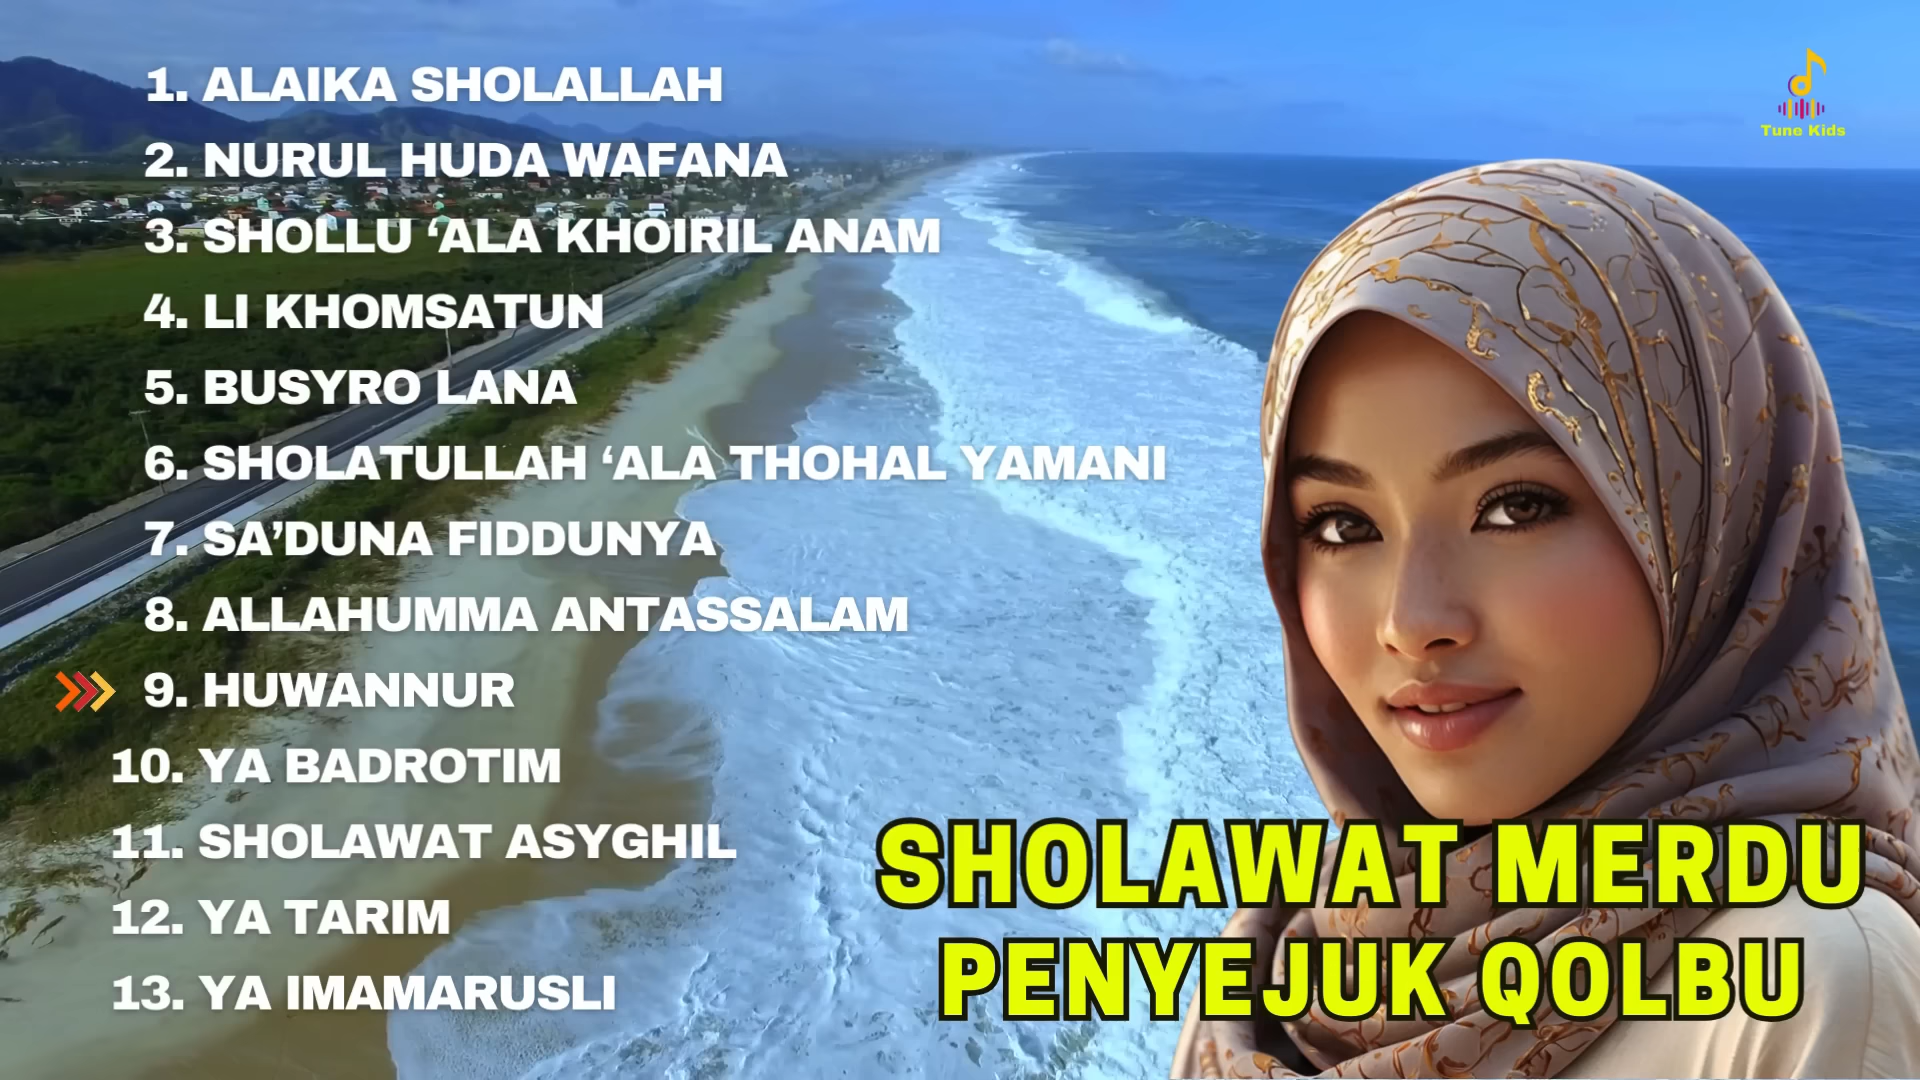 1. ALAIKA SHOLALLAH
2. NURUL HUDA WAFANA
3. SHOLLU ‘ALA KHOIRIL ANAM
4. LI KHOMSATUN
5. BUSYRO LANA
6. SHOLATULLAH ‘ALA THOHAL YAMANI
7. SA’DUNA FIDDUNYA
8. ALLAHUMMA ANTASSALAM
9. HUWANNUR
10. YA BADROTIM
11. SHOLAWAT ASYGHIL
12. YA TARIM
13. YA IMAMARUSLI
Tune Kids
SHOLAWAT MERDU
PENYEJUK QOLBU